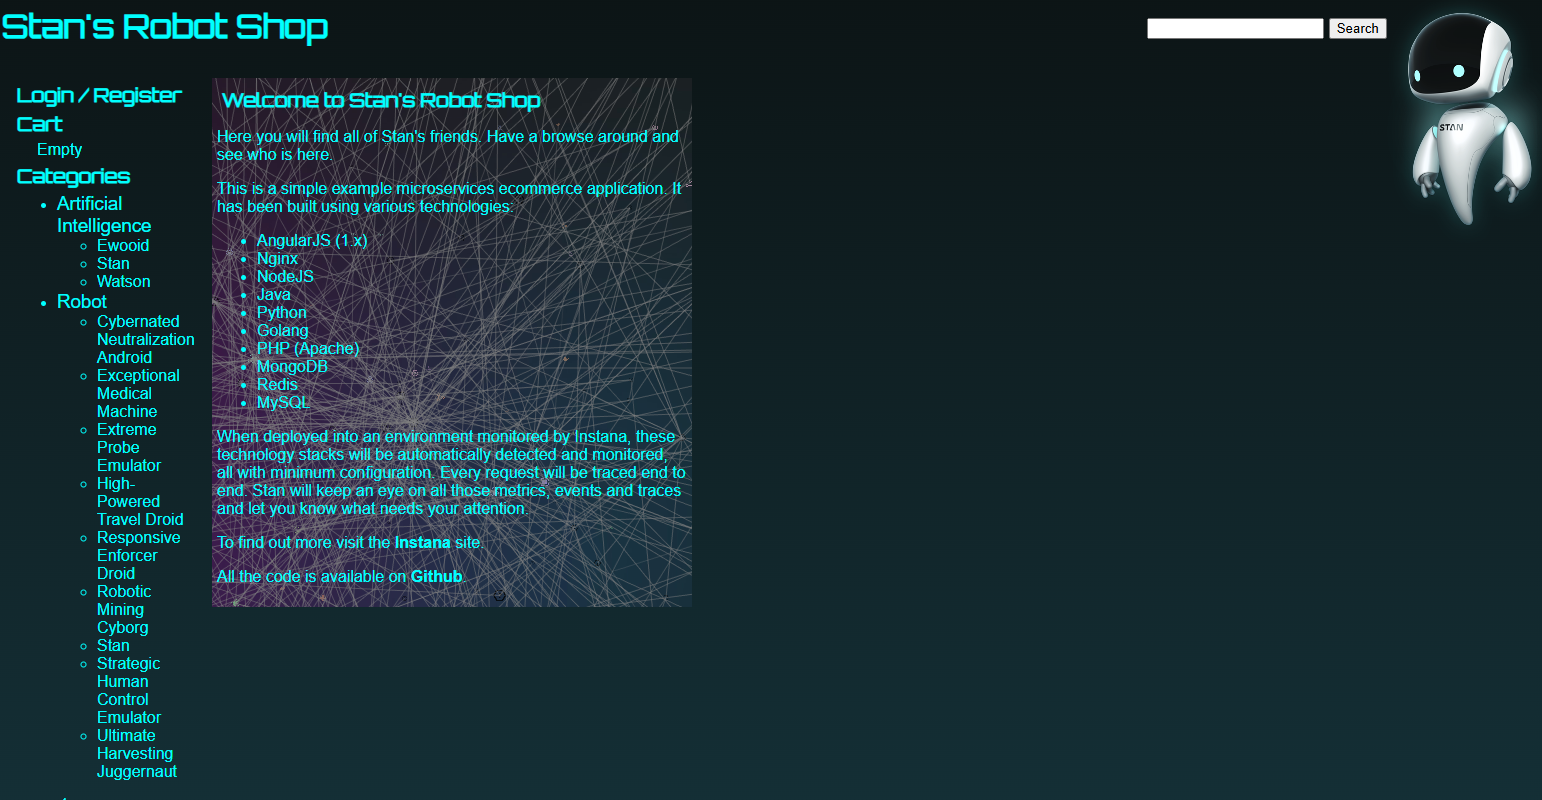 Stan's Robot Shop
Search
STAN
Login / Register
Cart
Empty
Categories
Artificial
Intelligence
Ewooid
Stan
Watson
Robot
Cybernated
Neutralization
Android
Exceptional
Medical
Machine
Extreme
Probe
Emulator
High-
Powered
Travel Droid
Responsive
Enforcer
Droid
Robotic
Mining
Cyborg
Stan
Strategic
Human
Control
Emulator
Ultimate
Harvesting
Juggernaut
Welcome to Stan's Robot Shop
Here you will find all of Stan's friends. Have a browse around and
see who is here.
This is a simple example microservices ecommerce application. It
has been built using various technologies:
AngularJS (1.x)
Nginx
NodeJS
Java
Python
Golang
PHP (Apache)
MongoDB
Redis
MySQL
When deployed into an environment monitored by Instana, these
technology stacks will be automatically detected and monitored,
all with minimum configuration. Every request will be traced end to
end. Stan will keep an eye on all those metrics, events and traces
and let you know what needs your attention.
To find out more visit the Instana site.
All the code is available on Github.